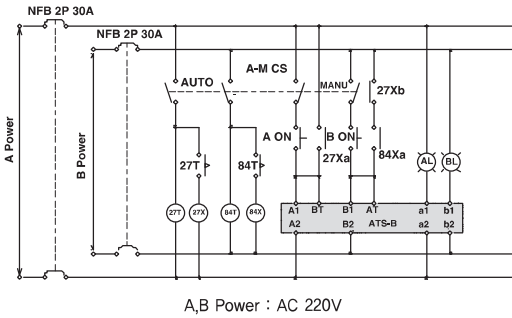 NFB 2P 30A
NFB 2P 30A
A-M CS
AUTO
MANU
27Xb
A ON
B ON
27T
84T
27Xa
84Xa
AL
BL
A Power
B Power
27T
27X
84T
84X
A1
BT
B1
AT
a1
b1
A2
B2
ATS-B
a2
b2
A,B Power : AC 220V